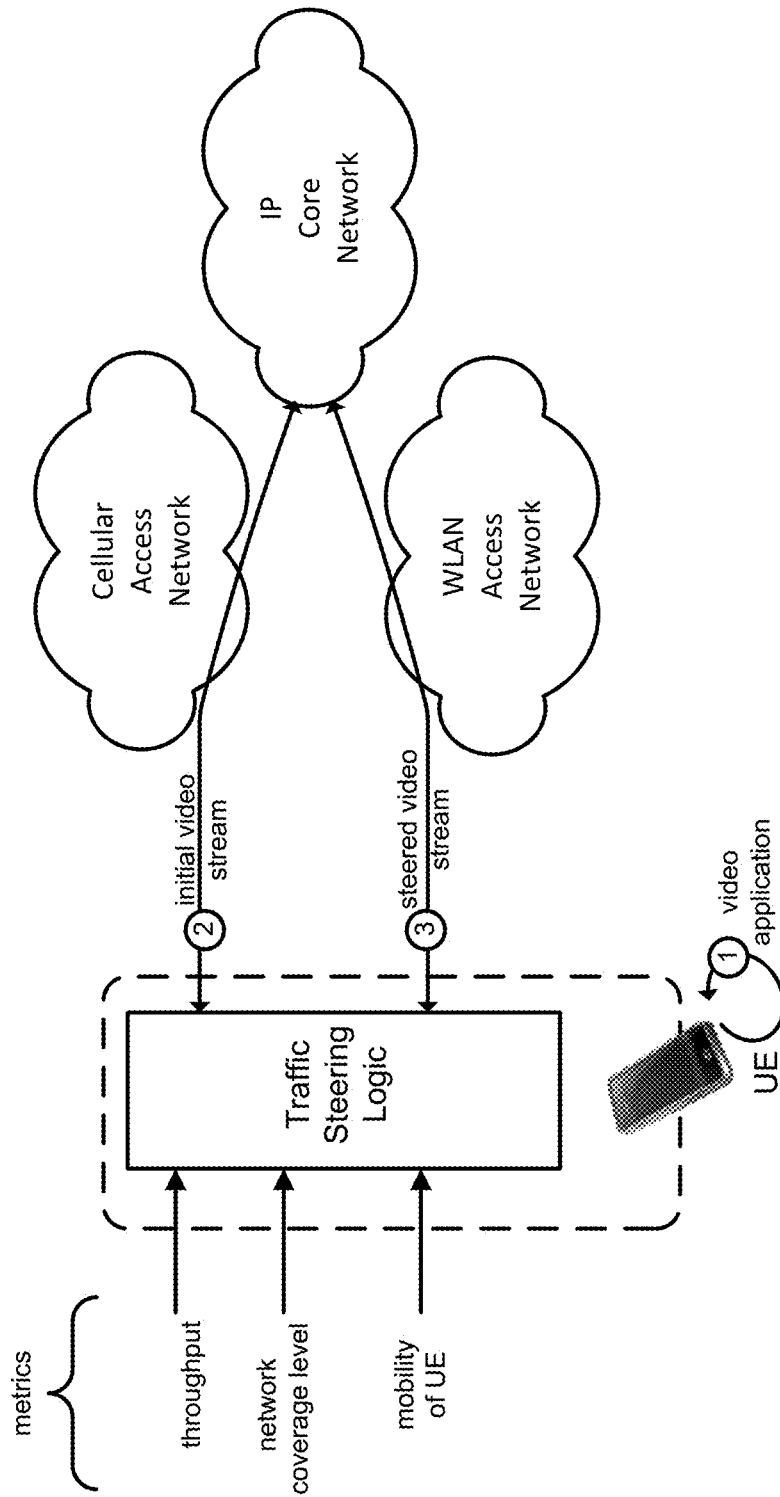 metrics
throughput
network
coverage level
mobility
of UE
Traffic
Steering
Logic
2
initial video
stream
3
steered video
stream
Cellular
Access
Network
WLAN
Access
Network
IP
Core
Network
UE
1
video
application